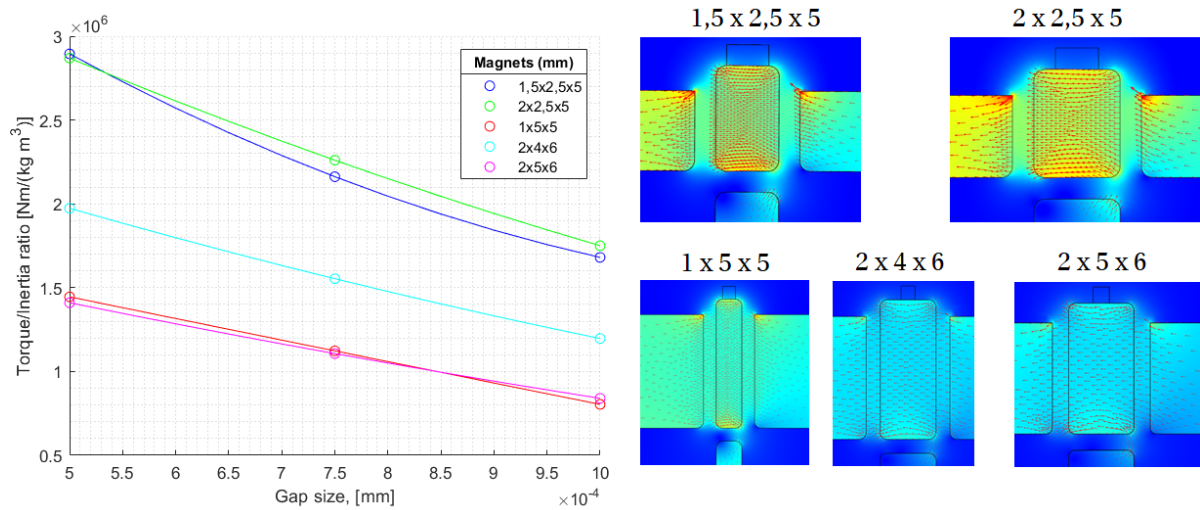 ×10⁶
3
2.5
2
1.5
1
0.5
Torque/Inertia ratio [Nm/(kg m³)]
5 5.5 6 6.5 7 7.5 8 8.5 9 9.5 10
Gap size, [mm]
×10⁻⁴
Magnets (mm)
1,5x2,5x5
2x2,5x5
1x5x5
2x4x6
2x5x6
1,5 x 2,5 x 5
2 x 2,5 x 5
1 x 5 x 5
2 x 4 x 6
2 x 5 x 6